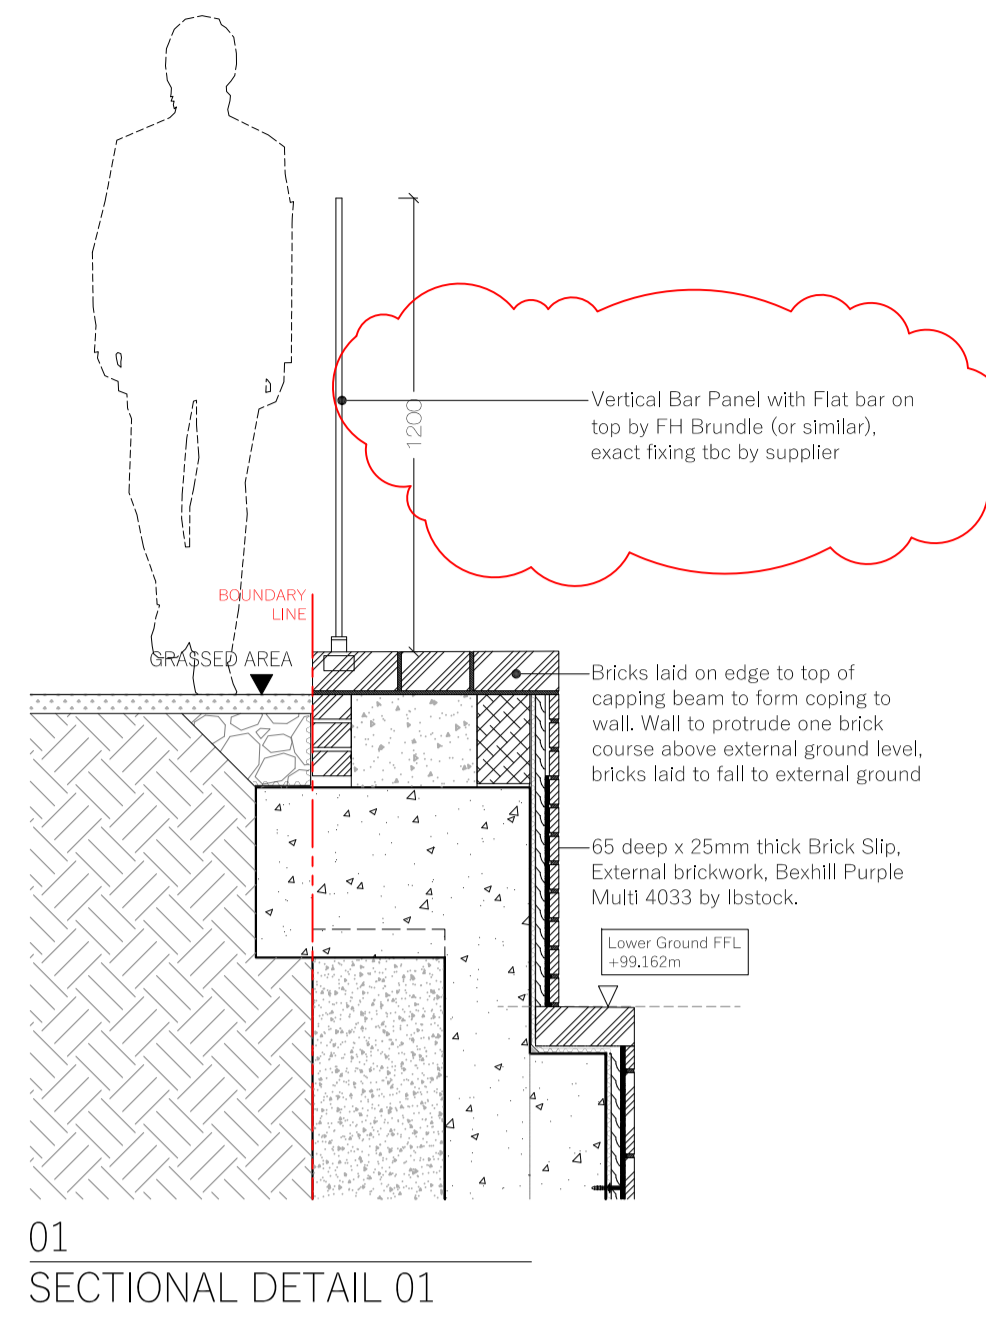 1200
Vertical Bar Panel with Flat bar on
top by FH Brundle (or similar),
exact fixing tbc by supplier
BOUNDARY
LINE
GRASSED AREA
Bricks laid on edge to top of
capping beam to form coping to
wall. Wall to protrude one brick
course above external ground level,
bricks laid to fall to external ground
65 deep x 25mm thick Brick Slip,
External brickwork, Bexhill Purple
Multi 4033 by Ibstock.
Lower Ground FFL
+99.162m
01
SECTIONAL DETAIL 01